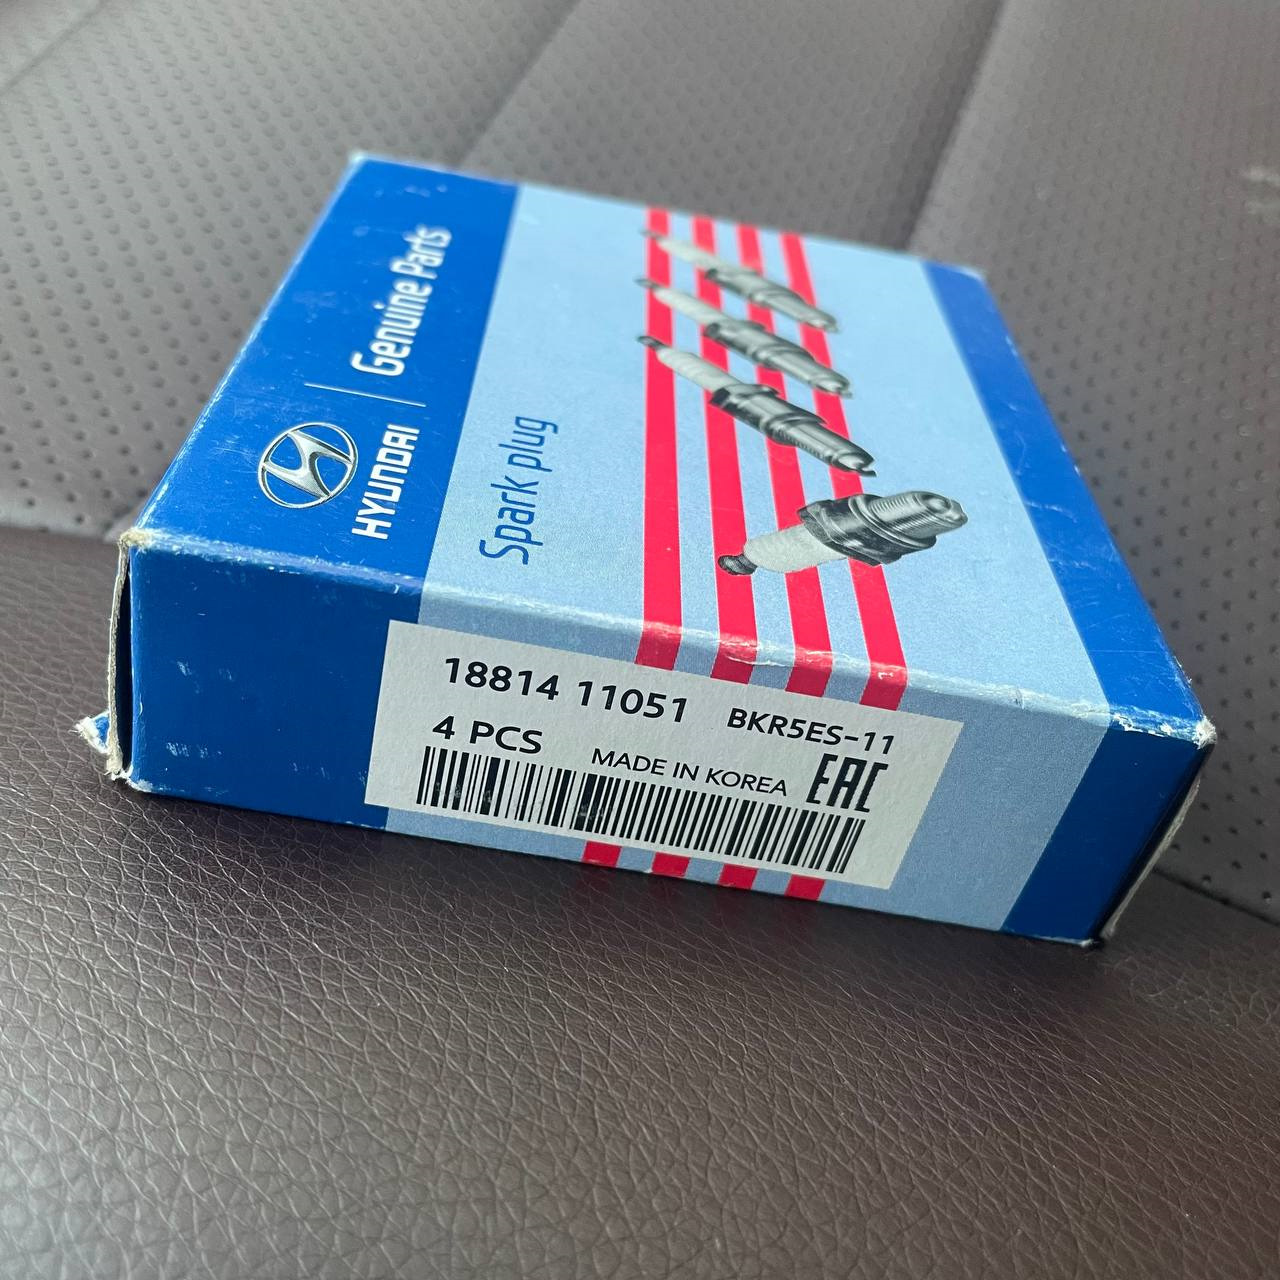 HYUNDAI | Genuine Parts
Spark plug
18814 11051 BKR5ES-11
4 PCS MADE IN KOREA EAC